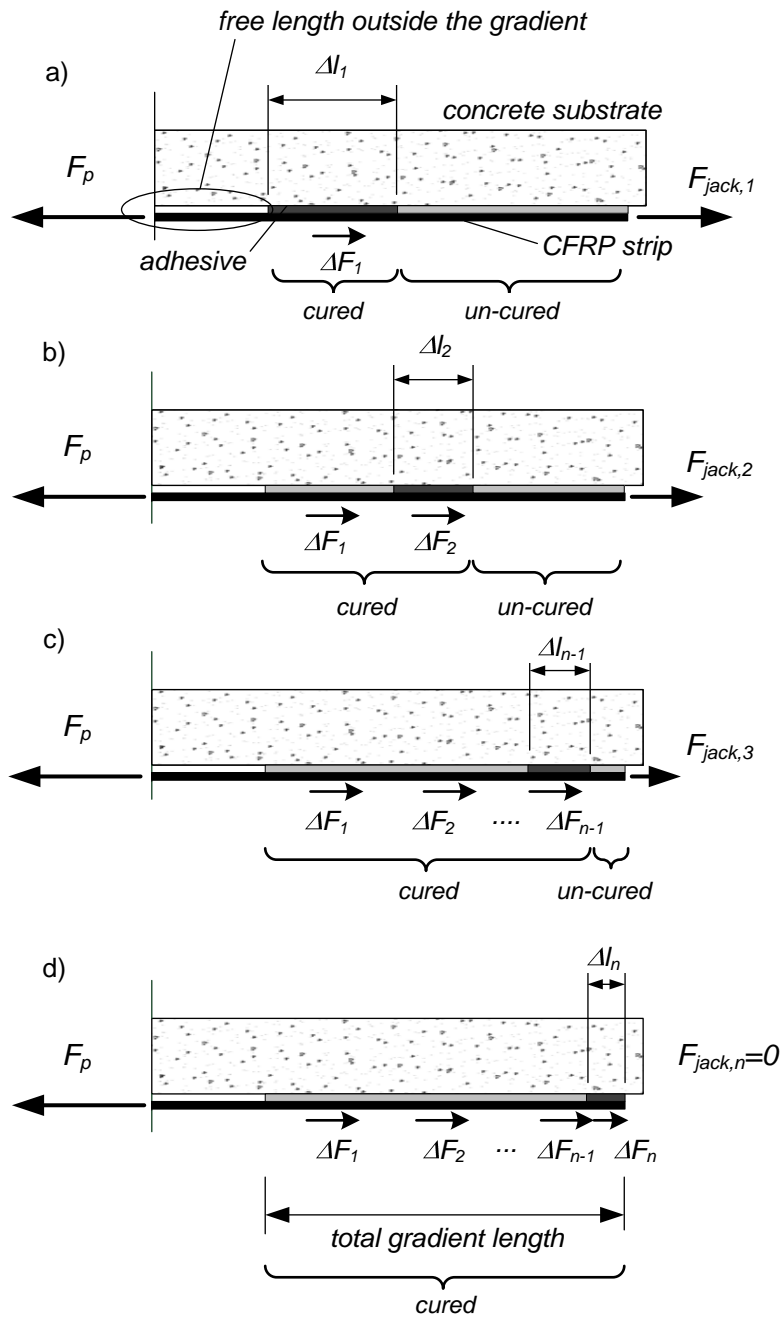 free length outside the gradient
a)
Δl1
concrete substrate
Fp
Fjack,1
adhesive
ΔF1
CFRP strip
cured
un-cured
b)
Δl2
Fp
Fjack,2
ΔF1
ΔF2
cured
un-cured
c)
Δln-1
Fp
Fjack,3
ΔF1
ΔF2
....
ΔFn-1
cured
un-cured
d)
Δln
Fp
Fjack,n=0
ΔF1
ΔF2
...
ΔFn-1
ΔFn
total gradient length
cured